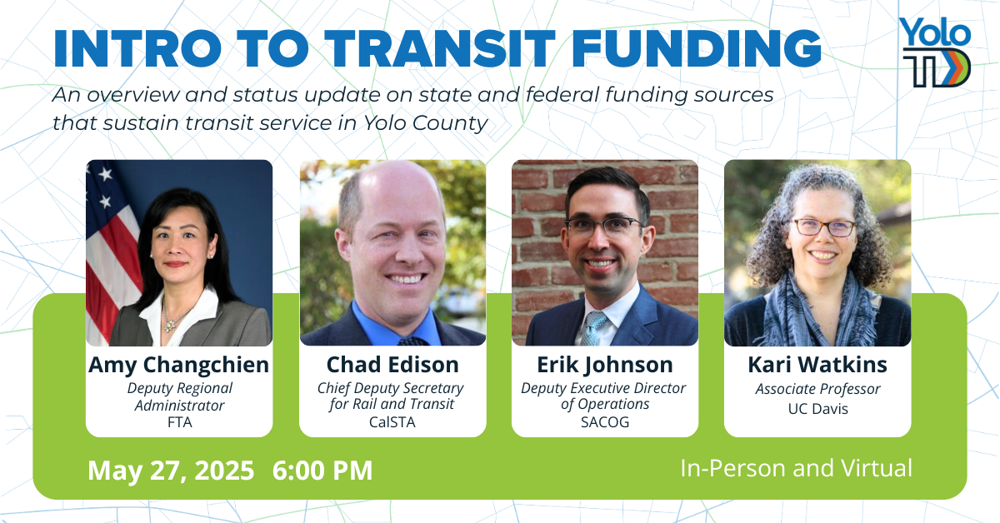 INTRO TO TRANSIT FUNDING
Yolo
TD
An overview and status update on state and federal funding sources
that sustain transit service in Yolo County
Amy Changchien
Deputy Regional
Administrator
FTA
Chad Edison
Chief Deputy Secretary
for Rail and Transit
CalSTA
Erik Johnson
Deputy Executive Director
of Operations
SACOG
Kari Watkins
Associate Professor
UC Davis
May 27, 2025 6:00 PM
In-Person and Virtual